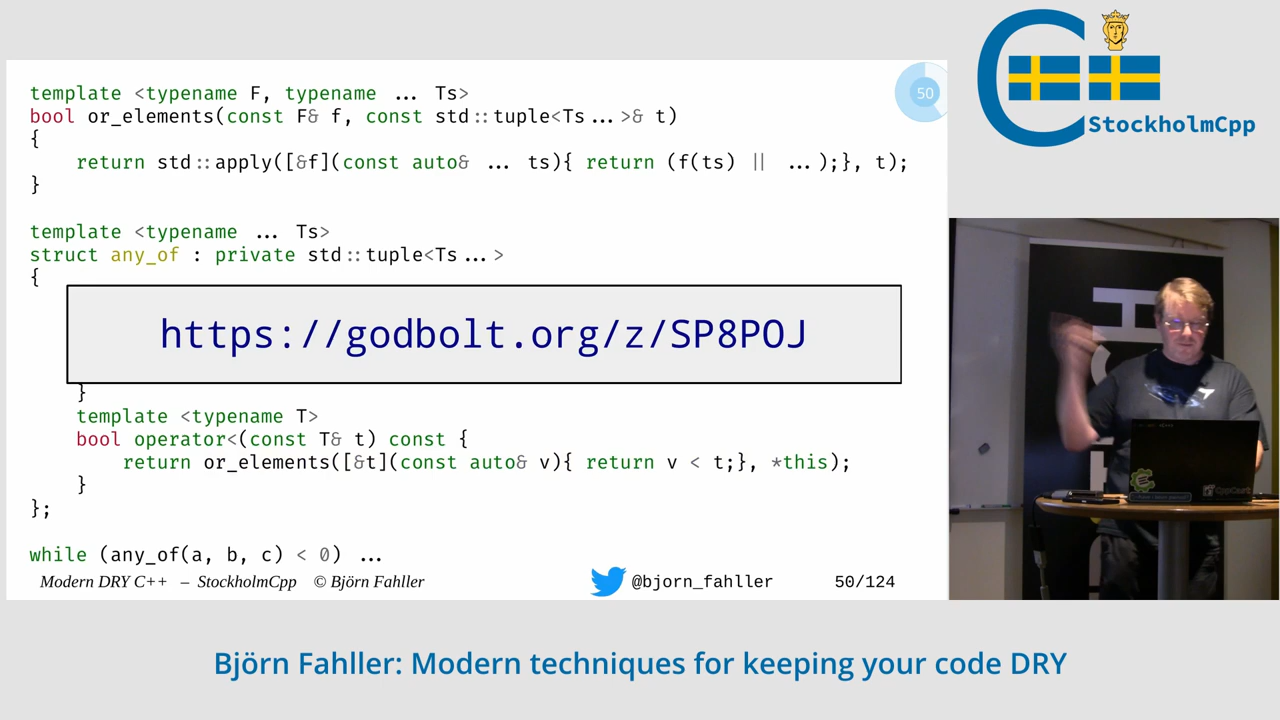 template <typename F, typename ... Ts>
bool or_elements(const F& f, const std::tuple<Ts...>& t)
{
    return std::apply([&f](const auto& ... ts){ return (f(ts) || ...);}, t);
}
template <typename ... Ts>
struct any_of : private std::tuple<Ts...>
{
https://godbolt.org/z/SP8POJ
    }
    template <typename T>
    bool operator<(const T& t) const {
        return or_elements([&t](const auto& v){ return v < t;}, *this);
    }
};
while (any_of(a, b, c) < 0) ...
Modern DRY C++ – StockholmCpp © Björn Fahller
@bjorn_fahller
50/124
50
StockholmCpp
Björn Fahller: Modern techniques for keeping your code DRY